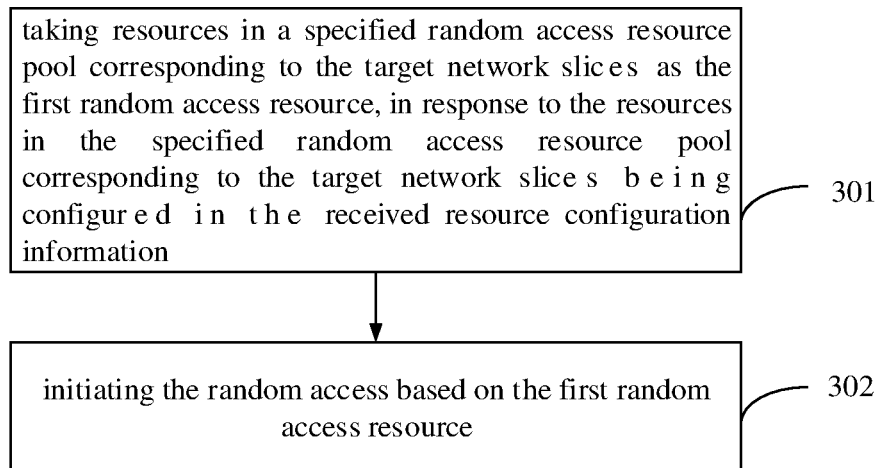 taking resources in a specified random access resource
pool corresponding to the target network slices as the
first random access resource, in response to the resources
in the specified random access resource pool
corresponding to the target network slices being
configured in the received resource configuration
information
301
initiating the random access based on the first random
access resource
302